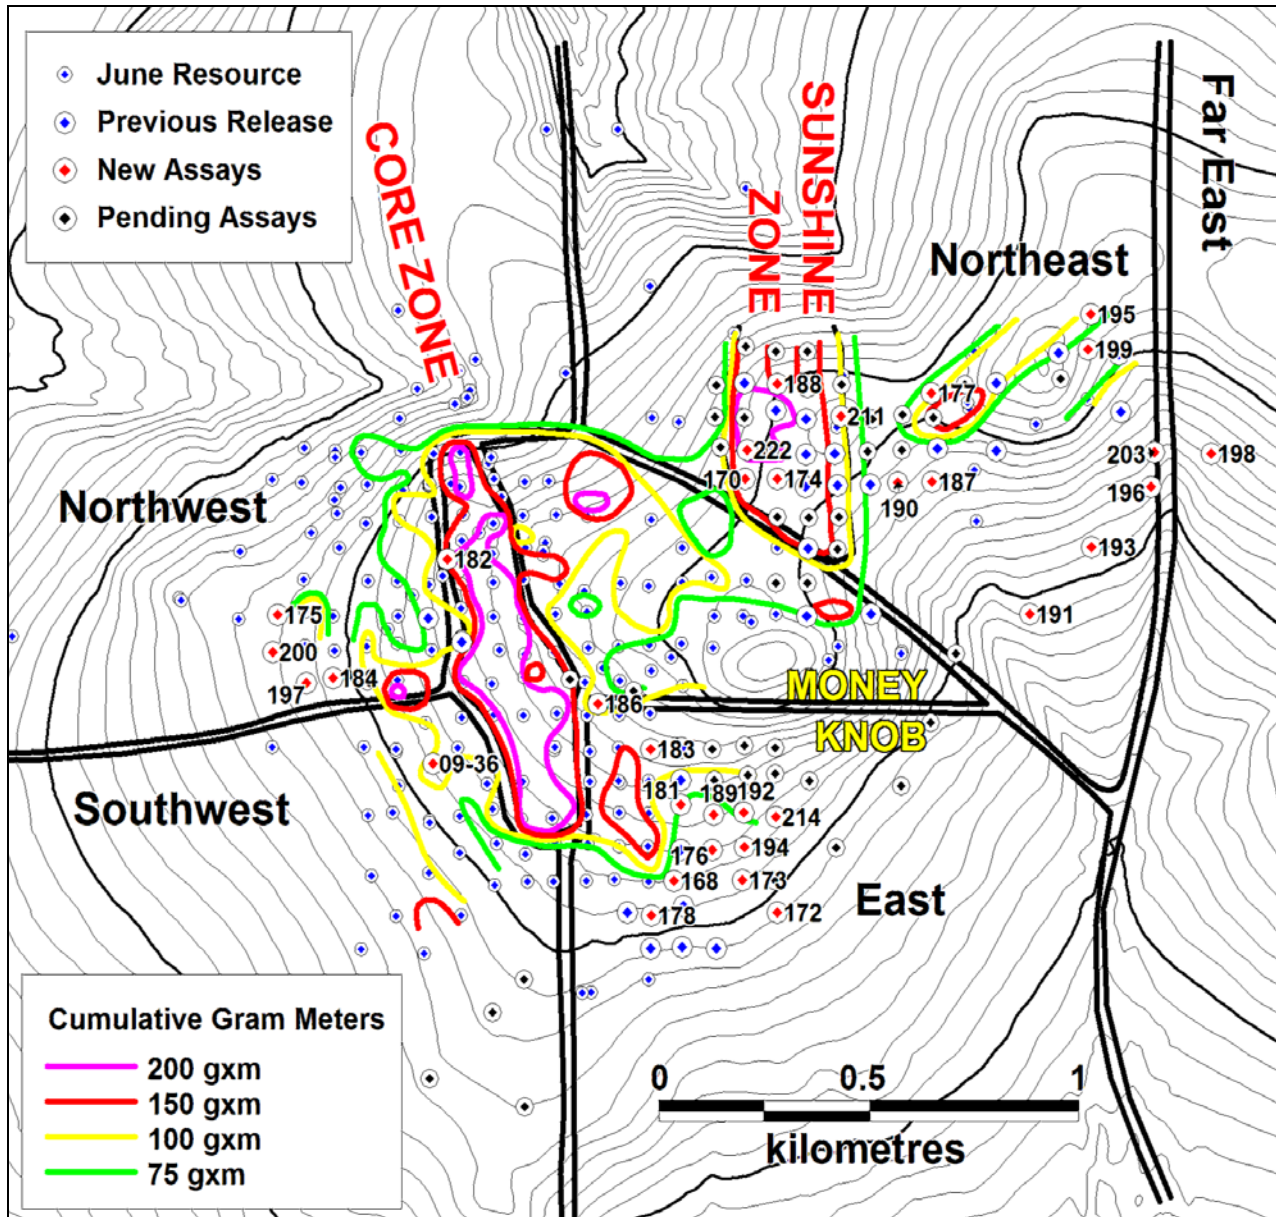 June Resource
Previous Release
New Assays
Pending Assays
CORE ZONE
SUNSHINE
ZONE
Far East
Northeast
195
199
177
188
211
222
203
198
170
174
187
196
190
Northwest
193
182
175
191
200
184
197
MONEY
186
KNOB
183
09-36
181
189
192
Southwest
214
176
194
168
173
East
178
172
Cumulative Gram Meters
200 gxm
150 gxm
100 gxm
75 gxm
0 0.5 1
kilometres